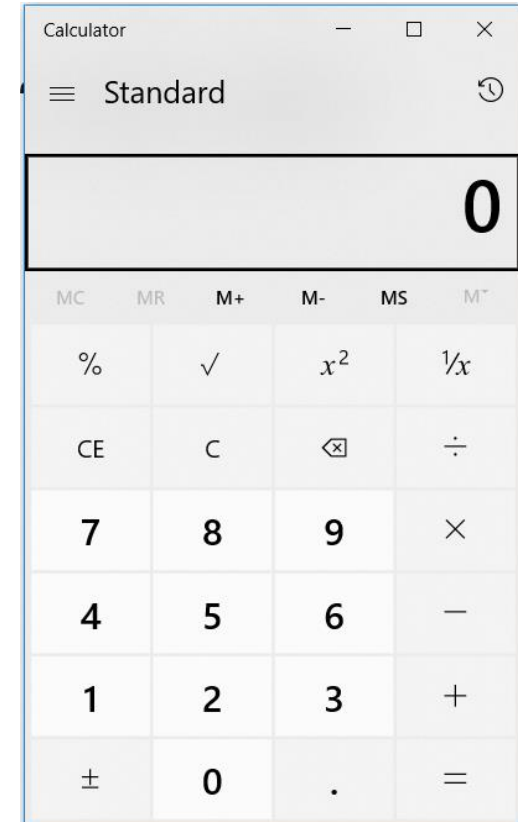 Calculator
Standard
0
MC MR M+ M- MS M˅
% √ x² ¹/x
CE C ÷
7 8 9 ×
4 5 6 −
1 2 3 +
± 0 . =